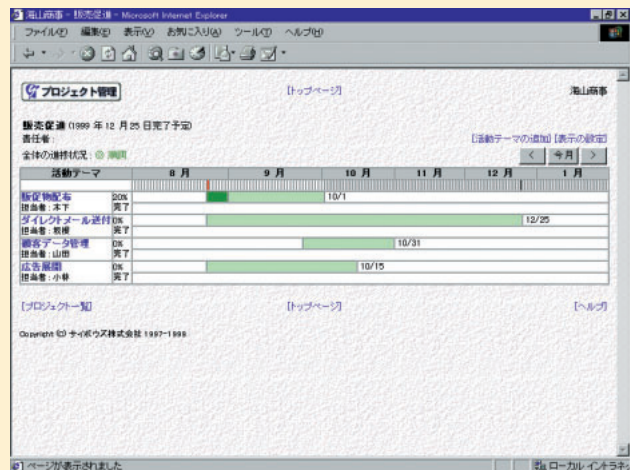 海山商事 - 販売促進 - Microsoft Internet Explorer
ファイル(F) 編集(E) 表示(V) お気に入り(A) ツール(T) ヘルプ(H)
プロジェクト管理 [トップページ] 海山商事
販売促進 (1999 年 12 月 25 日完了予定)
責任者:
[活動テーマの追加] [表示の設定]
全体の進捗状況: 順調
< 今月 >
活動テーマ 8 月 9 月 10 月 11 月 12 月 1 月
販促物配布 20% 10/1
担当者:木下 完了
ダイレクトメール送付 0% 12/25
担当者:板橋 完了
顧客データ管理 0% 10/31
担当者:山田 完了
広告展開 0% 10/15
担当者:小林 完了
[プロジェクト一覧] [トップページ] [ヘルプ]
Copyright (C) サイボウズ株式会社 1997-1999
ページが表示されました ローカル イントラネ